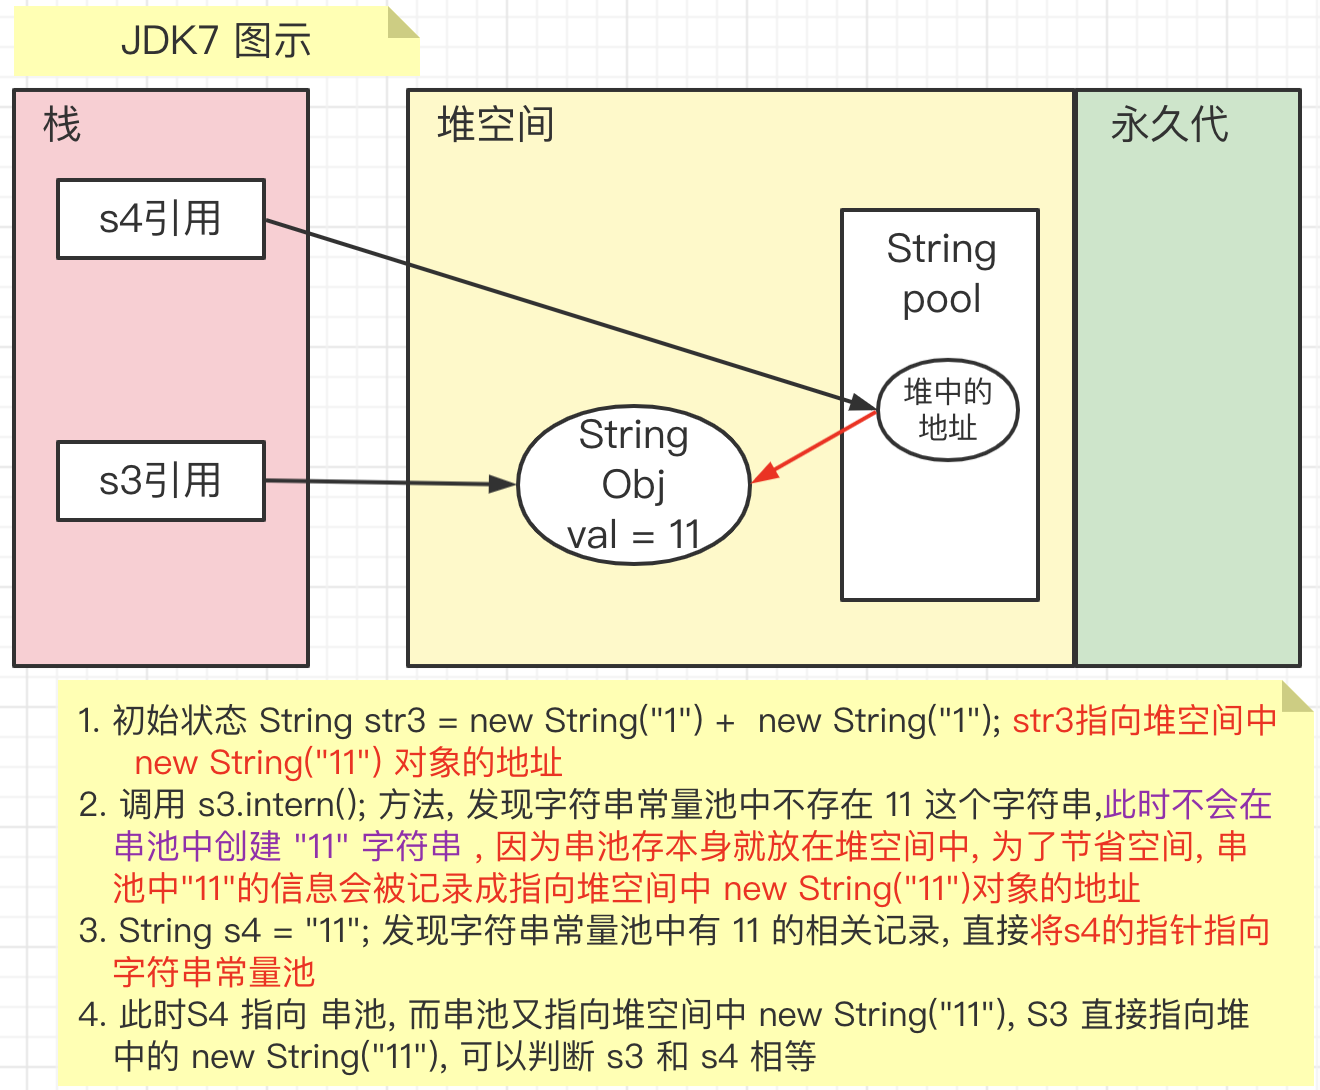 JDK7 图示
栈
堆空间
永久代
s4引用
String
pool
堆中的
地址
s3引用
String
Obj
val = 11
1. 初始状态 String str3 = new String("1") + new String("1"); str3指向堆空间中
new String("11") 对象的地址
2. 调用 s3.intern(); 方法, 发现字符串常量池中不存在 11 这个字符串,此时不会在
串池中创建 "11" 字符串 , 因为串池存本身就放在堆空间中, 为了节省空间, 串
池中"11"的信息会被记录成指向堆空间中 new String("11")对象的地址
3. String s4 = "11"; 发现字符串常量池中有 11 的相关记录, 直接将s4的指针指向
字符串常量池
4. 此时S4 指向 串池, 而串池又指向堆空间中 new String("11"), S3 直接指向堆
中的 new String("11"), 可以判断 s3 和 s4 相等